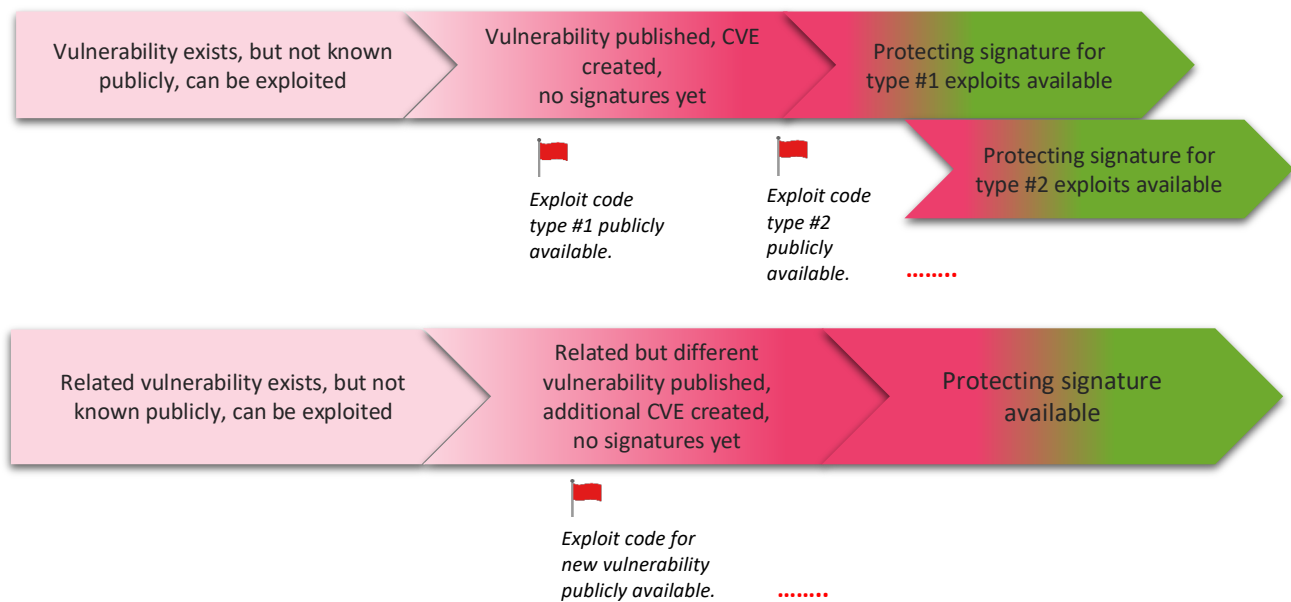 Vulnerability exists, but not known
publicly, can be exploited
Vulnerability published, CVE
created,
no signatures yet
Protecting signature for
type #1 exploits available
Protecting signature for
type #2 exploits available
Exploit code
type #1 publicly
available.
Exploit code
type #2
publicly
available.
........
Related vulnerability exists, but not
known publicly, can be exploited
Related but different
vulnerability published,
additional CVE created,
no signatures yet
Protecting signature
available
Exploit code for
new vulnerability
publicly available.
........